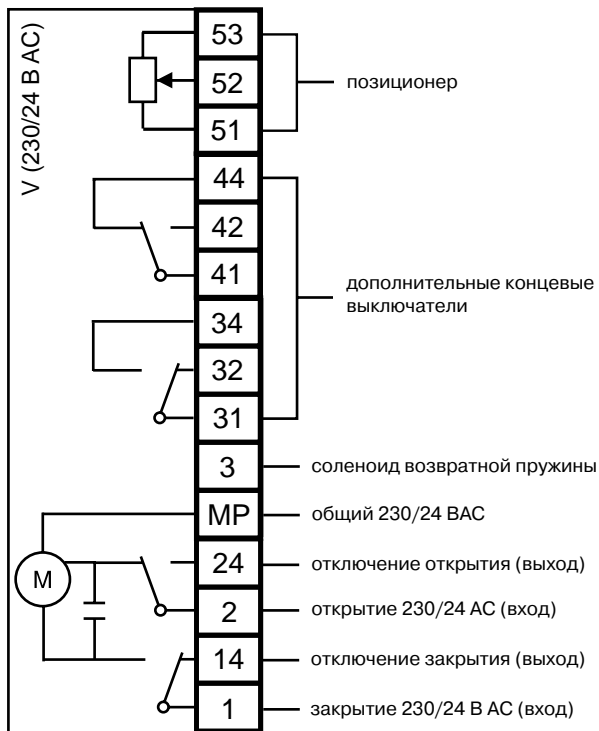 V (230/24 В AC)
53
52
51
позиционер
44
42
41
34
32
31
дополнительные концевые
выключатели
3
соленоид возвратной пружины
MP
общий 230/24 ВАС
24
отключение открытия (выход)
2
открытие 230/24 АС (вход)
14
отключение закрытия (выход)
1
закрытие 230/24 В АС (вход)
M